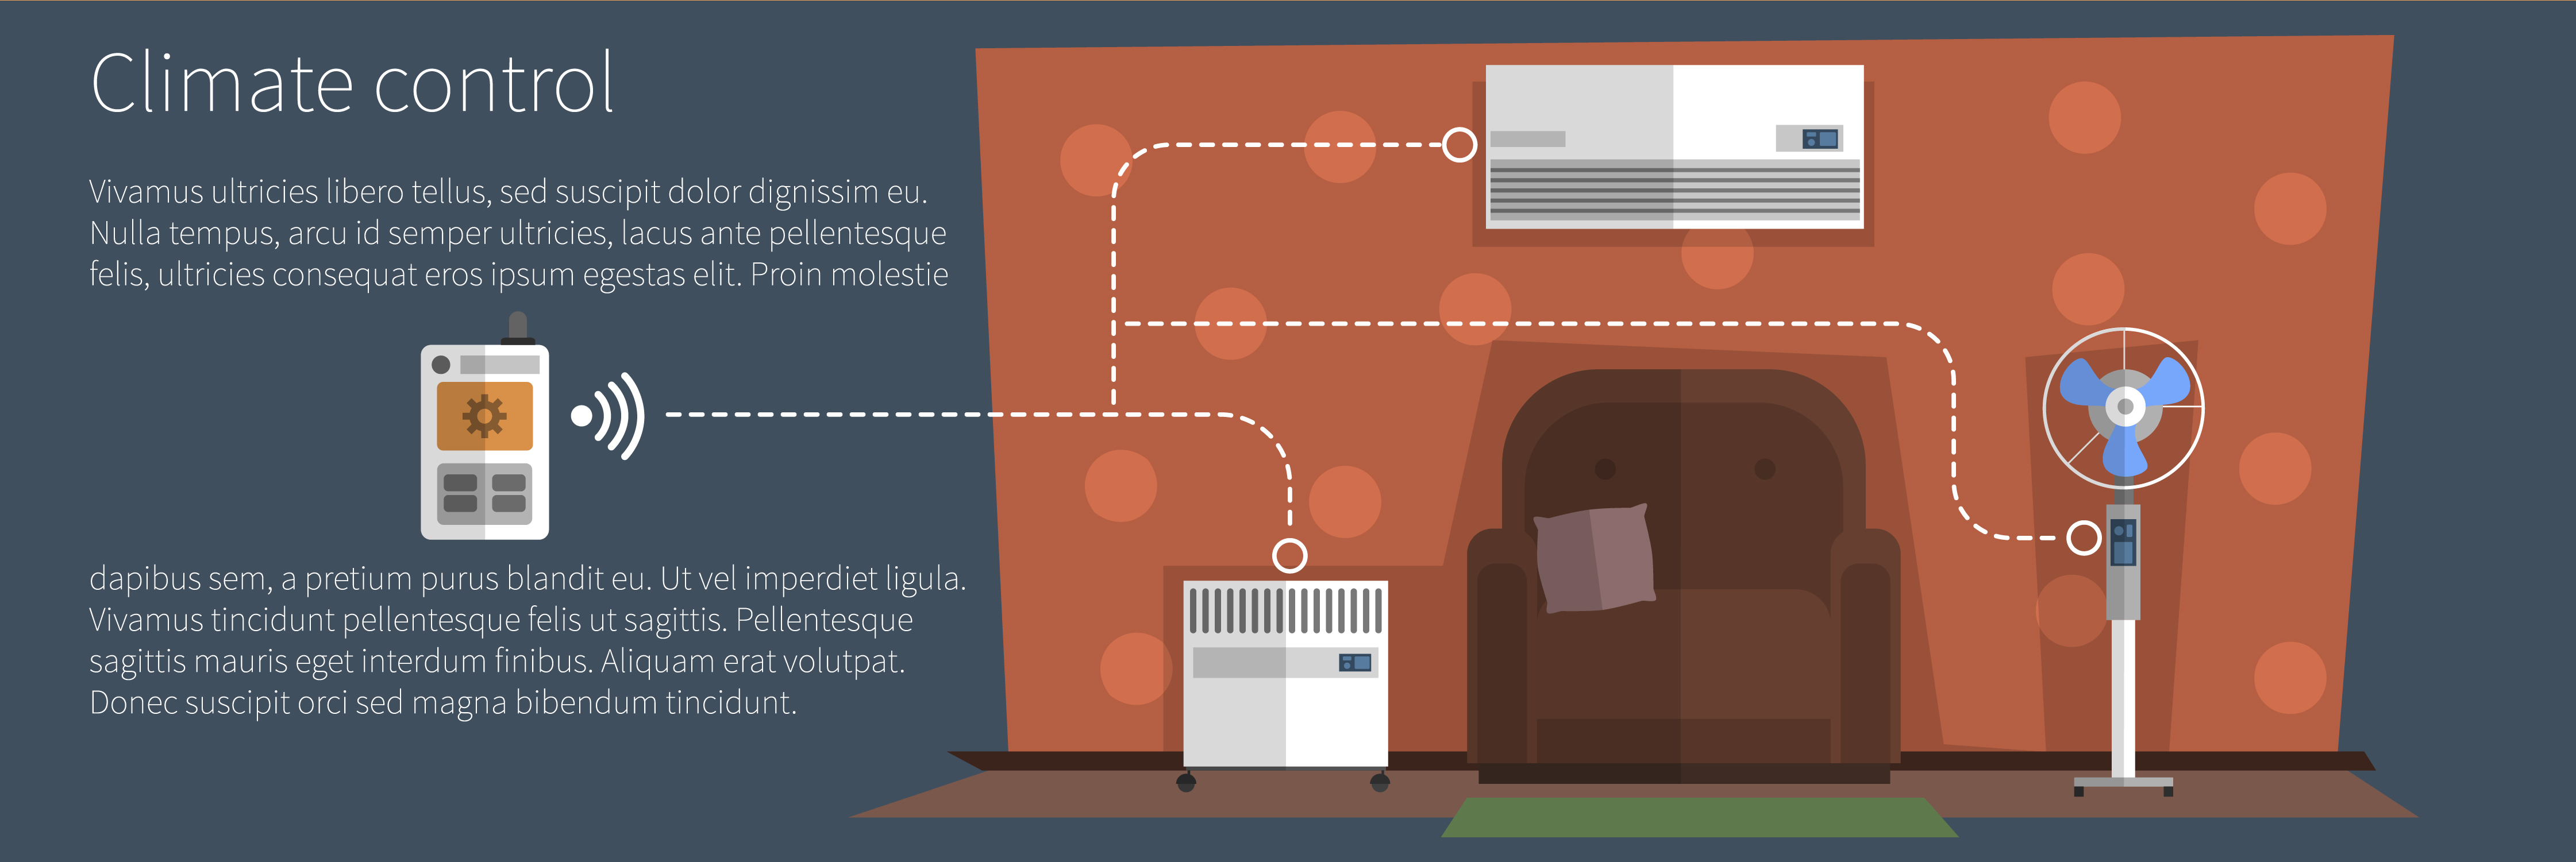 Climate control
Vivamus ultricies libero tellus, sed suscipit dolor dignissim eu.
Nulla tempus, arcu id semper ultricies, lacus ante pellentesque
felis, ultricies consequat eros ipsum egestas elit. Proin molestie
dapibus sem, a pretium purus blandit eu. Ut vel imperdiet ligula.
Vivamus tincidunt pellentesque felis ut sagittis. Pellentesque
sagittis mauris eget interdum finibus. Aliquam erat volutpat.
Donec suscipit orci sed magna bibendum tincidunt.